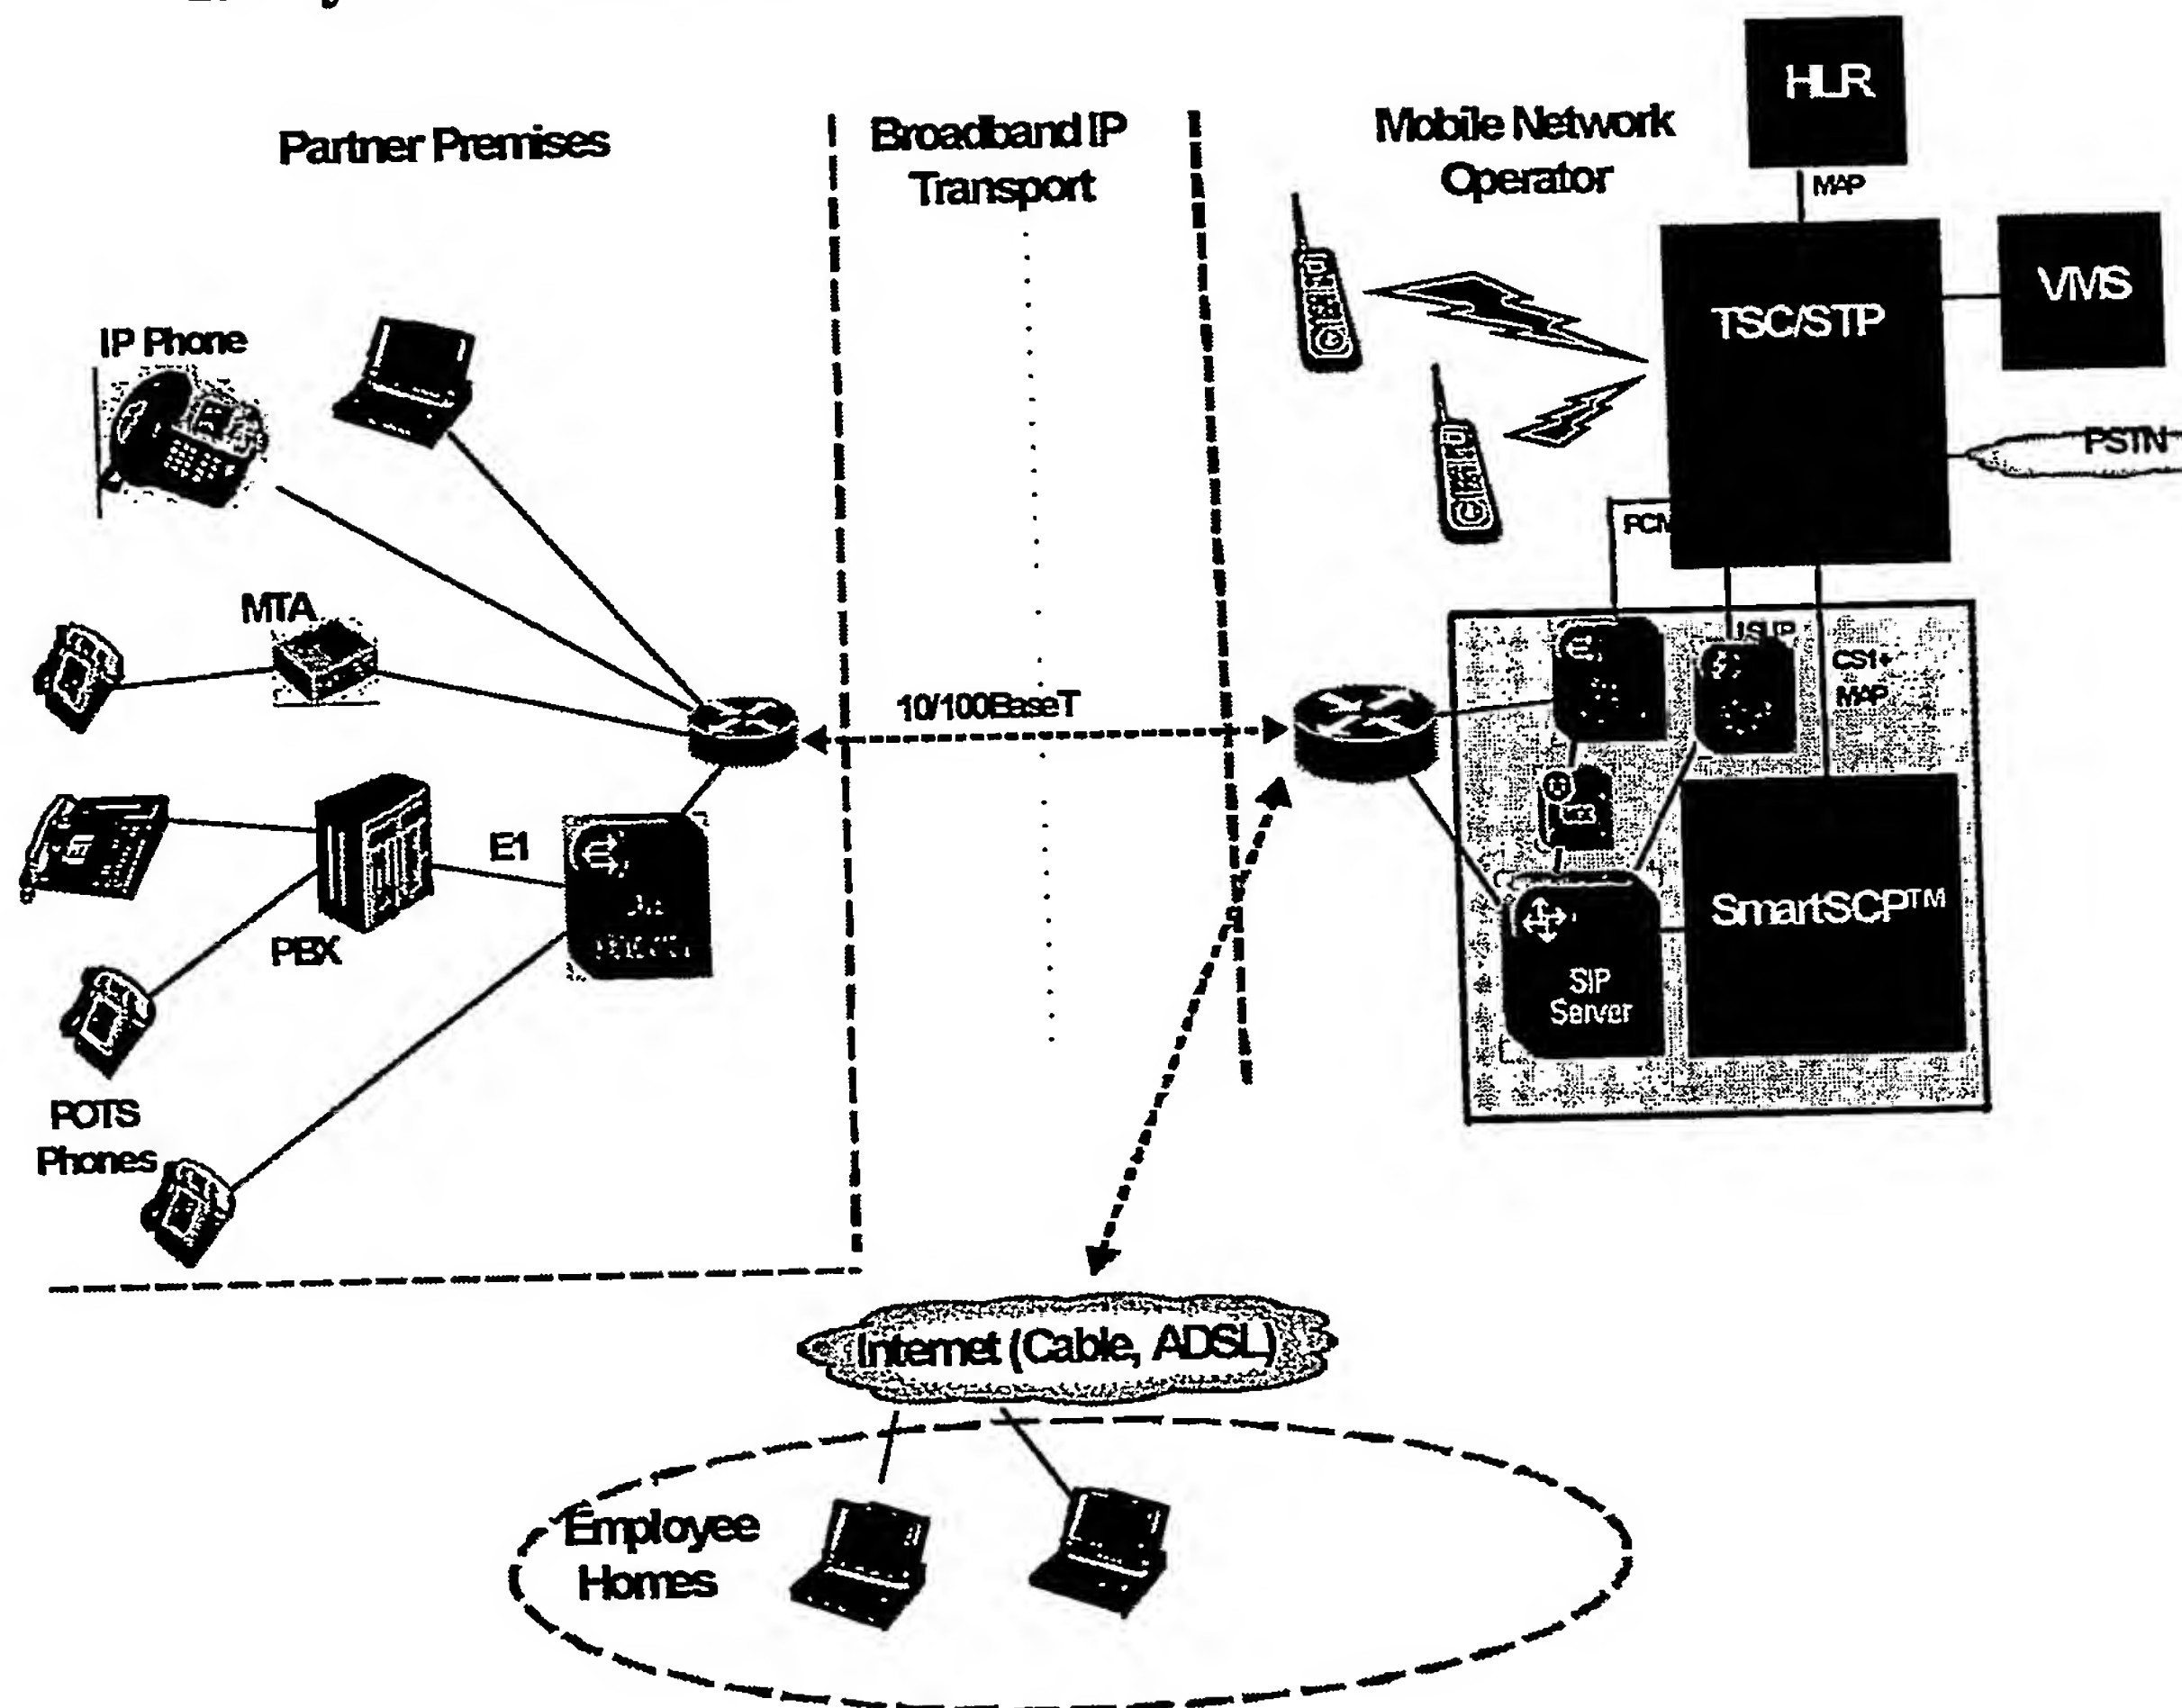 Partner Premises
Broadband IP
Transport
Mobile Network
Operator
HLR
MAP
TSC/STP
VMS
PSTN
IP Phone
MTA
10/100BaseT
ISUP
CS1+
MAP
E1
PBX
SmartSCP™
SIP
Server
POTS
Phones
Internet (Cable, ADSL)
Employee
Homes